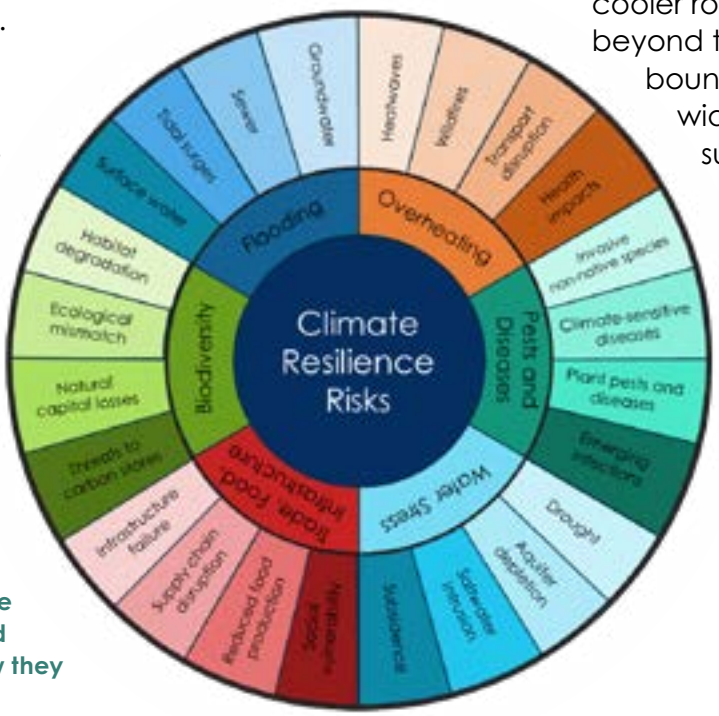 cooler ro
beyond t
boun
wid
su
Climate
Resilience
Risks
Flooding
Surface water
Tidal surges
Sewer
Groundwater
Overheating
Heatwaves
Wildfires
Transport
disruption
Health
impacts
Pests and
Diseases
Invasive
non-native species
Climate-sensitive
diseases
Plant pests and
diseases
Emerging
infections
Water Stress
Drought
Aquifer
depletion
Saltwater
intrusion
Subsidence
Trade, Food,
Infrastructure
Social
vulnerability
Reduced food
production
Supply chain
disruption
Infrastructure
failure
Biodiversity
Threats to
carbon stores
Natural
capital losses
Ecological
mismatch
Habitat
degradation
e
d
they